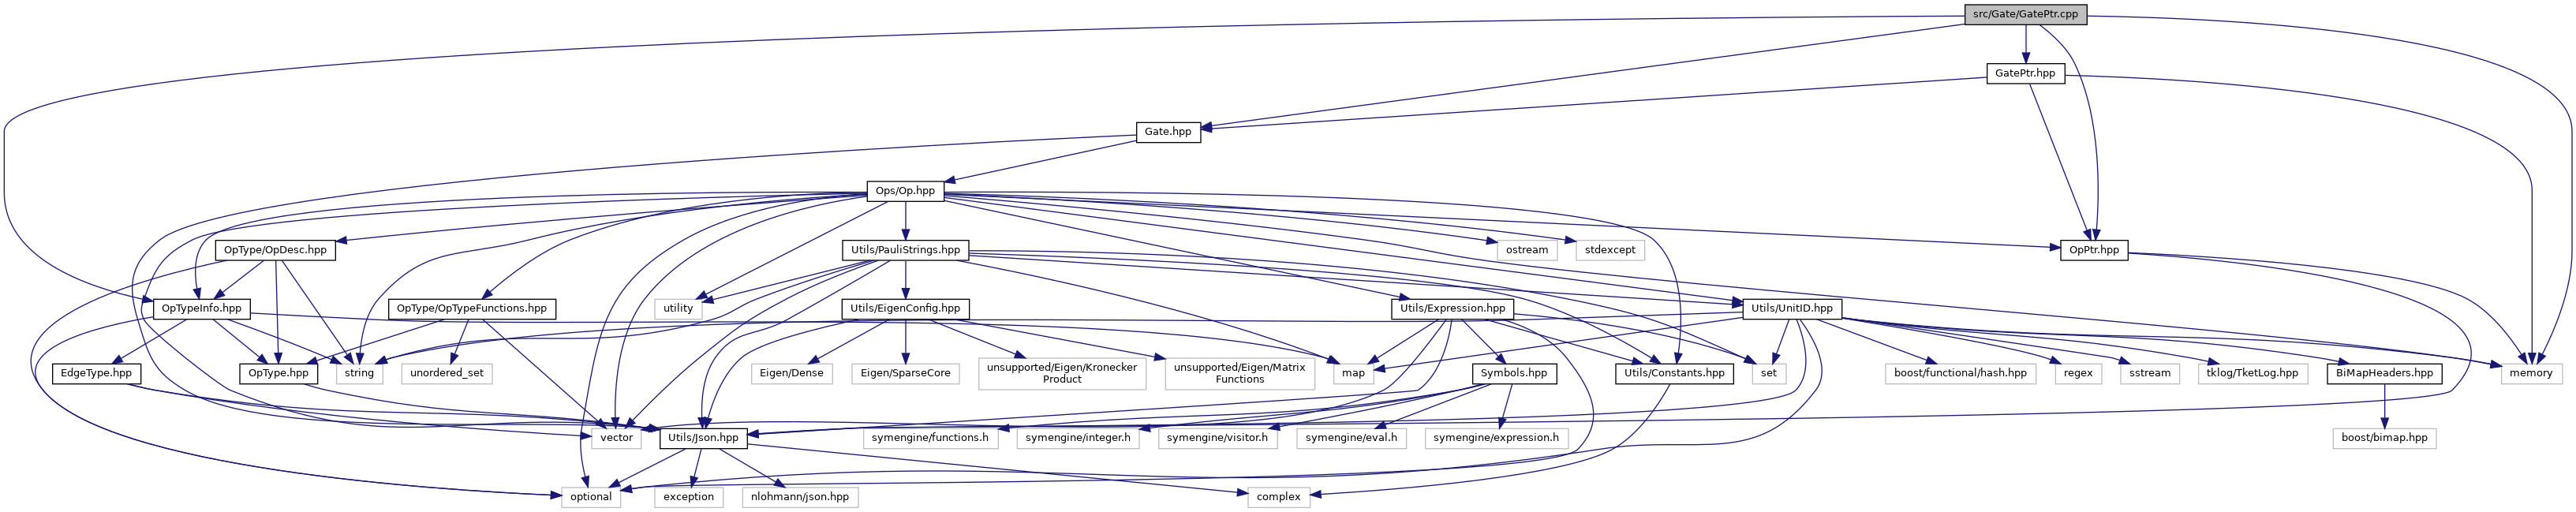 src/Gate/GatePtr.cpp
GatePtr.hpp
Gate.hpp
Ops/Op.hpp
OpType/OpDesc.hpp
Utils/PauliStrings.hpp
ostream
stdexcept
OpPtr.hpp
OpTypeInfo.hpp
OpType/OpTypeFunctions.hpp
utility
Utils/EigenConfig.hpp
Utils/Expression.hpp
Utils/UnitID.hpp
EdgeType.hpp
OpType.hpp
string
unordered_set
Eigen/Dense
Eigen/SparseCore
unsupported/Eigen/Kronecker
Product
unsupported/Eigen/Matrix
Functions
map
Symbols.hpp
Utils/Constants.hpp
set
boost/functional/hash.hpp
regex
sstream
tklog/TketLog.hpp
BiMapHeaders.hpp
memory
vector
Utils/Json.hpp
symengine/functions.h
symengine/integer.h
symengine/visitor.h
symengine/eval.h
symengine/expression.h
boost/bimap.hpp
optional
exception
nlohmann/json.hpp
complex